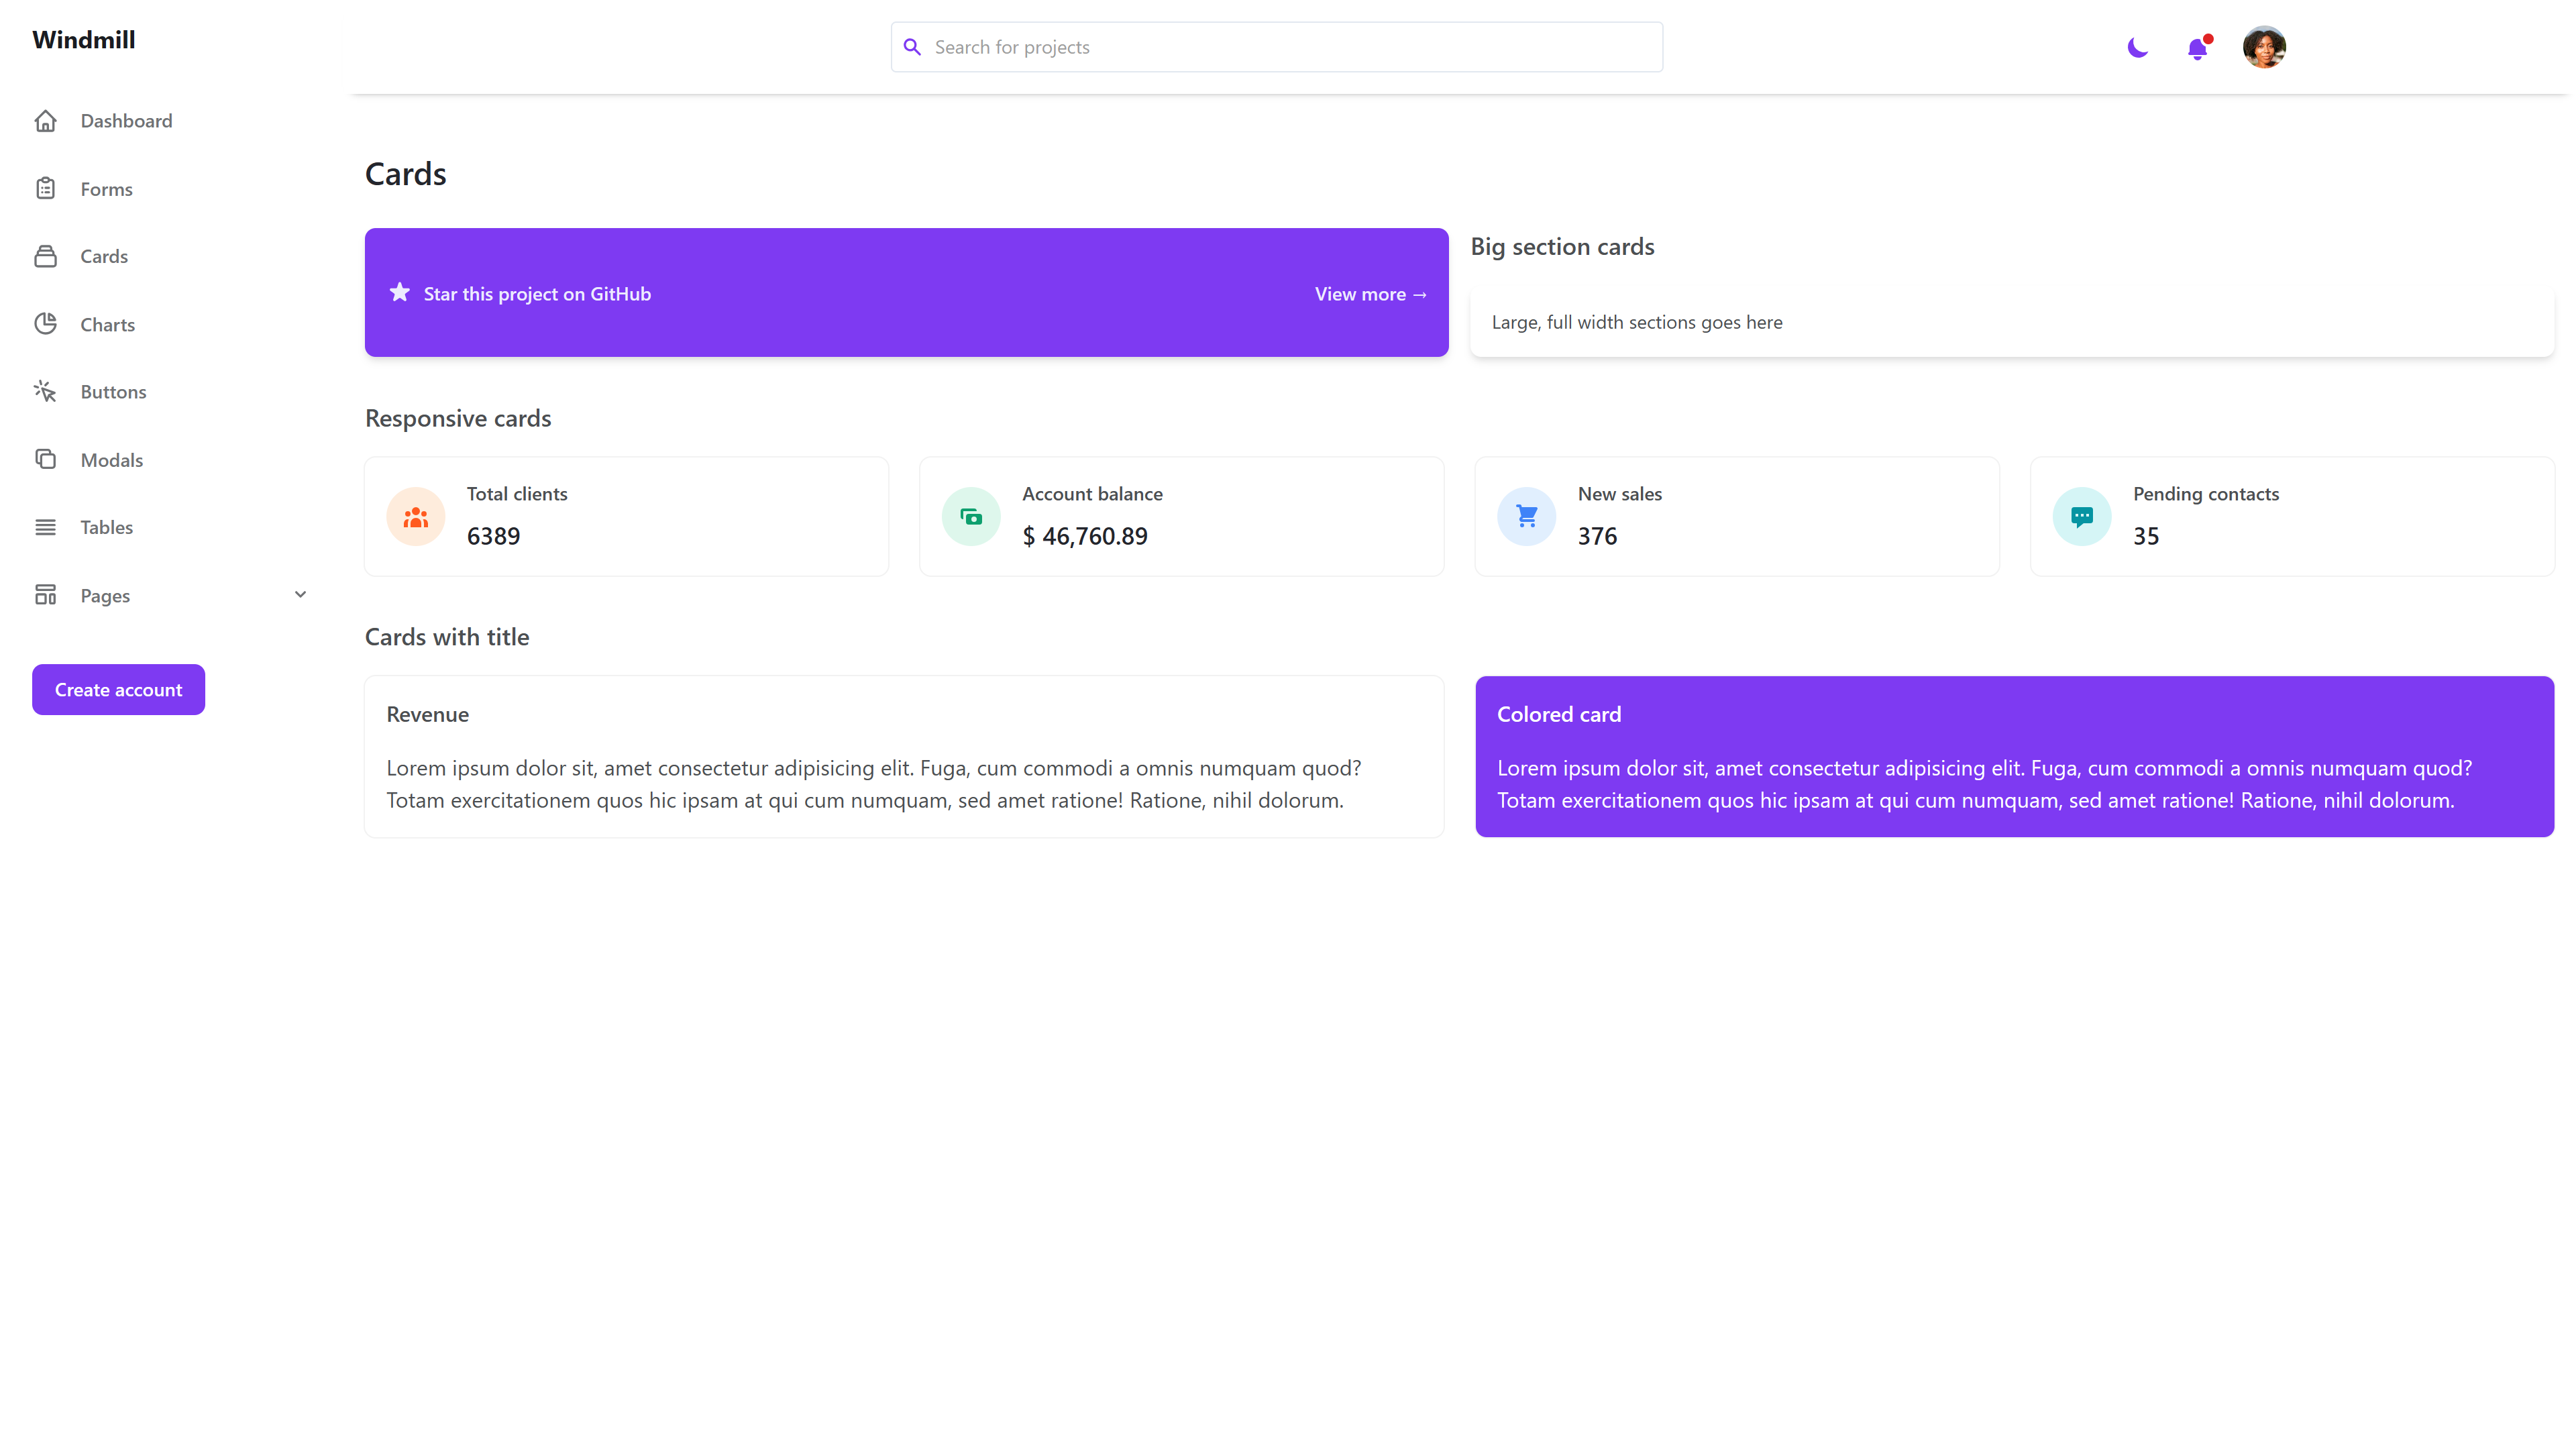 Windmill
Search for projects
Dashboard
Forms
Cards
Charts
Buttons
Modals
Tables
Pages
Create account
Cards
Star this project on GitHub
View more →
Big section cards
Large, full width sections goes here
Responsive cards
Total clients
6389
Account balance
$ 46,760.89
New sales
376
Pending contacts
35
Cards with title
Revenue
Lorem ipsum dolor sit, amet consectetur adipisicing elit. Fuga, cum commodi a omnis numquam quod?
Totam exercitationem quos hic ipsam at qui cum numquam, sed amet ratione! Ratione, nihil dolorum.
Colored card
Lorem ipsum dolor sit, amet consectetur adipisicing elit. Fuga, cum commodi a omnis numquam quod?
Totam exercitationem quos hic ipsam at qui cum numquam, sed amet ratione! Ratione, nihil dolorum.